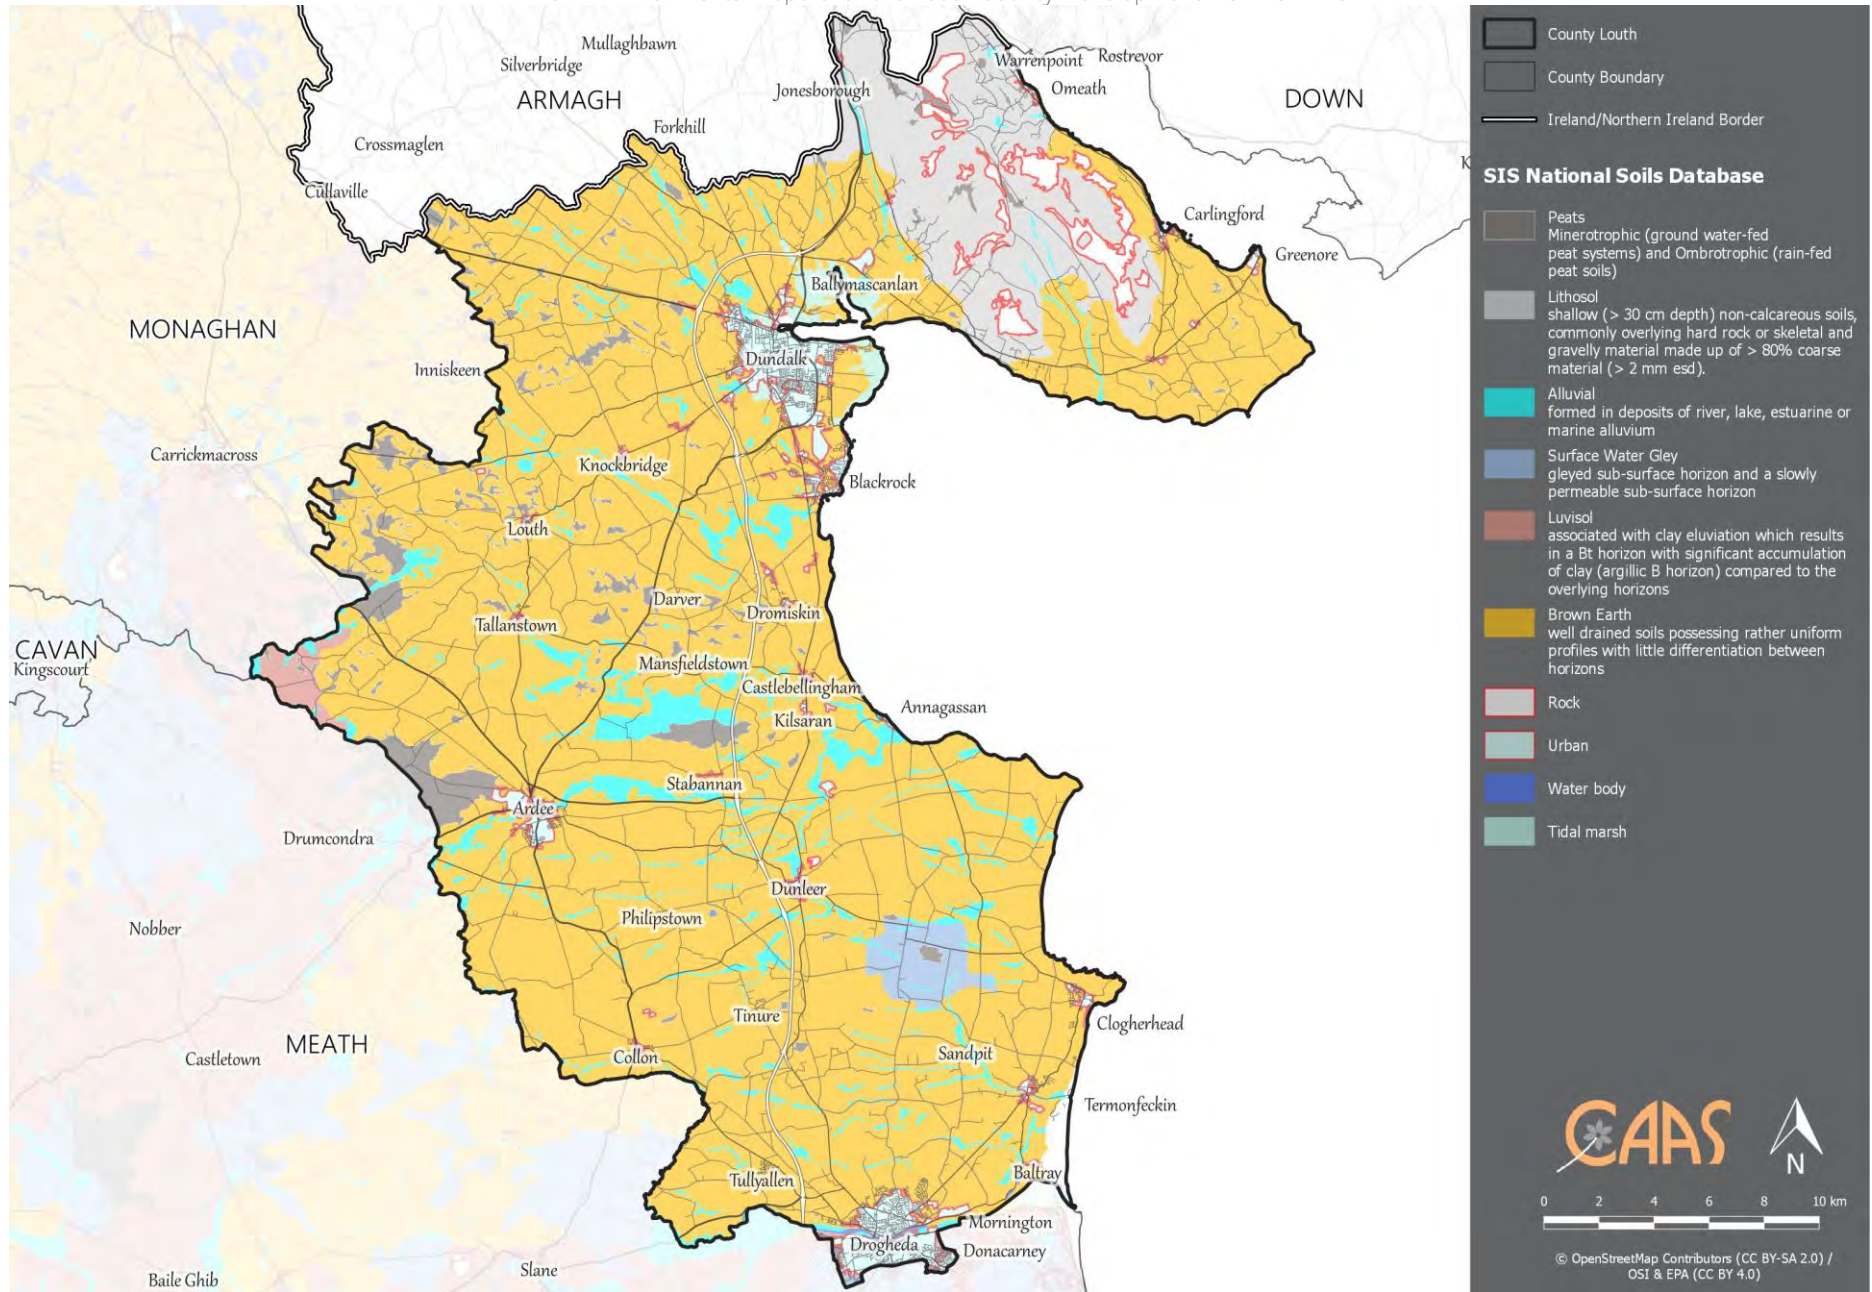 Mullaghbawn
Silverbridge
ARMAGH
Jonesborough
Warrenpoint
Rostrevor
Omeath
DOWN
Forkhill
Crossmaglen
Cullaville
Carlingford
Greenore
Ballymascanlan
MONAGHAN
Inniskeen
Dundalk
Carrickmacross
Knockbridge
Blackrock
Louth
Darver
Dromiskin
Tallanstown
CAVAN
Kingscourt
Mansfieldstown
Castlebellingham
Kilsaran
Annagassan
Stabannan
Ardee
Drumcondra
Dunleer
Philipstown
Nobber
Tinure
Clogherhead
MEATH
Castletown
Collon
Sandpit
Termonfeckin
Tullyallen
Baltray
Mornington
Drogheda
Donacarney
Slane
Baile Ghib
County Louth
County Boundary
Ireland/Northern Ireland Border
SIS National Soils Database
Peats
Minerotrophic (ground water-fed
peat systems) and Ombrotrophic (rain-fed
peat soils)
Lithosol
shallow (> 30 cm depth) non-calcareous soils,
commonly overlying hard rock or skeletal and
gravelly material made up of > 80% coarse
material (> 2 mm esd).
Alluvial
formed in deposits of river, lake, estuarine or
marine alluvium
Surface Water Gley
gleyed sub-surface horizon and a slowly
permeable sub-surface horizon
Luvisol
associated with clay eluviation which results
in a Bt horizon with significant accumulation
of clay (argillic B horizon) compared to the
overlying horizons
Brown Earth
well drained soils possessing rather uniform
profiles with little differentiation between
horizons
Rock
Urban
Water body
Tidal marsh
CAAS
N
0 2 4 6 8 10 km
© OpenStreetMap Contributors (CC BY-SA 2.0) /
OSI & EPA (CC BY 4.0)